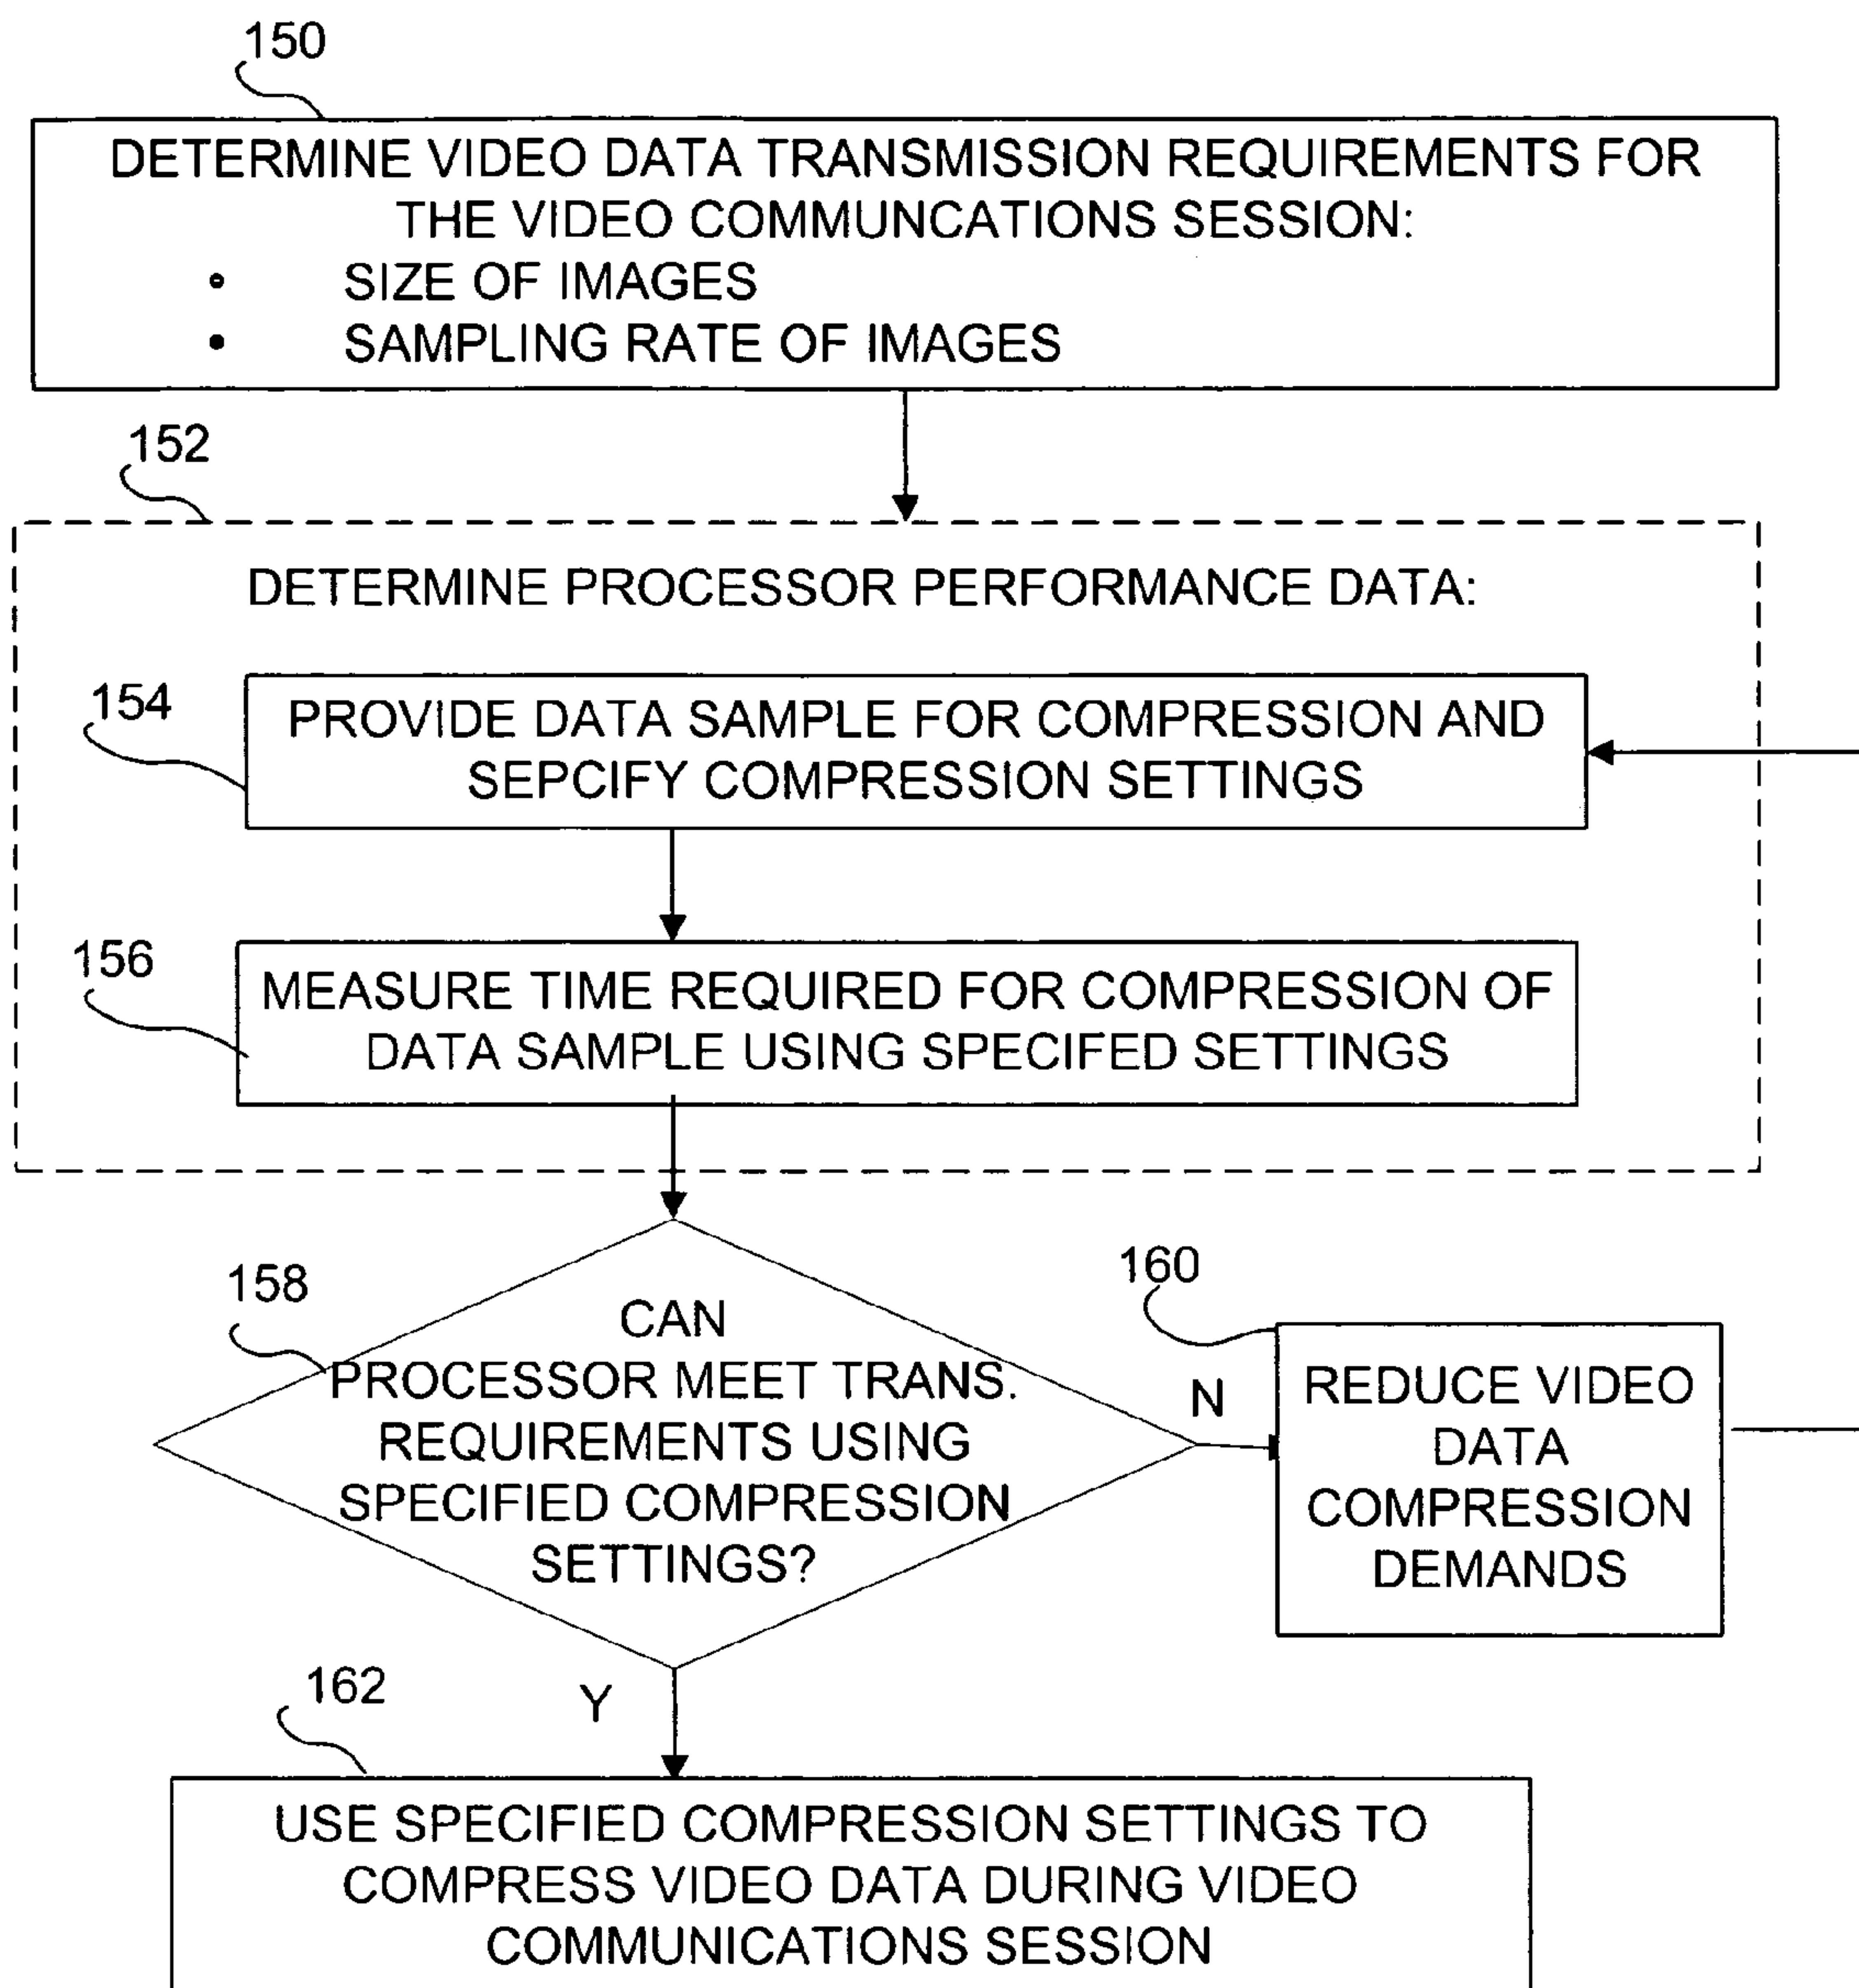 150
DETERMINE VIDEO DATA TRANSMISSION REQUIREMENTS FOR
THE VIDEO COMMUNCATIONS SESSION:
• SIZE OF IMAGES
• SAMPLING RATE OF IMAGES
152
DETERMINE PROCESSOR PERFORMANCE DATA:
154
PROVIDE DATA SAMPLE FOR COMPRESSION AND
SEPCIFY COMPRESSION SETTINGS
156
MEASURE TIME REQUIRED FOR COMPRESSION OF
DATA SAMPLE USING SPECIFED SETTINGS
158
CAN
PROCESSOR MEET TRANS.
REQUIREMENTS USING
SPECIFIED COMPRESSION
SETTINGS?
N
160
REDUCE VIDEO
DATA
COMPRESSION
DEMANDS
Y
162
USE SPECIFIED COMPRESSION SETTINGS TO
COMPRESS VIDEO DATA DURING VIDEO
COMMUNICATIONS SESSION